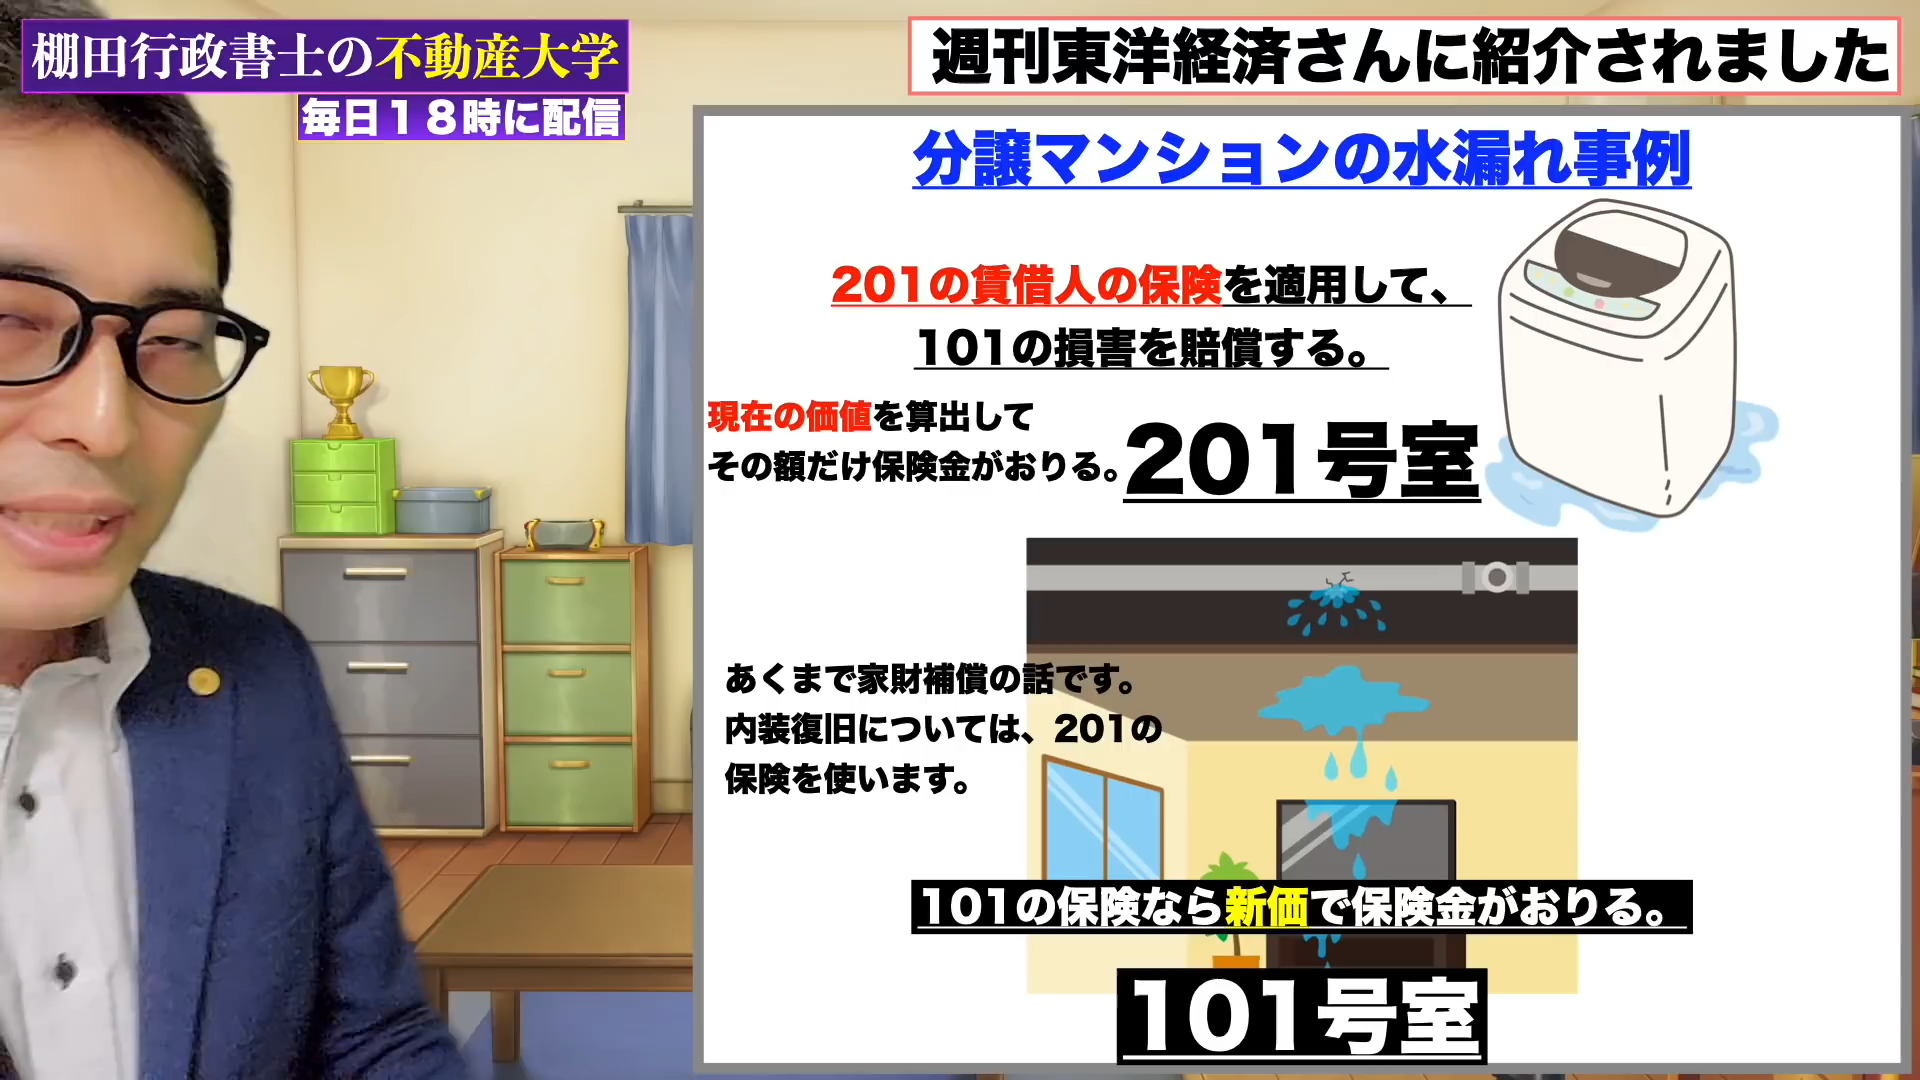 棚田行政書士の不動産大学
毎日18時に配信
週刊東洋経済さんに紹介されました
分譲マンションの水漏れ事例
201の賃借人の保険を適用して、
101の損害を賠償する。
現在の価値を算出して
その額だけ保険金がおりる。
201号室
あくまで家財補償の話です。
内装復旧については、201の
保険を使います。
101の保険なら新価で保険金がおりる。
101号室